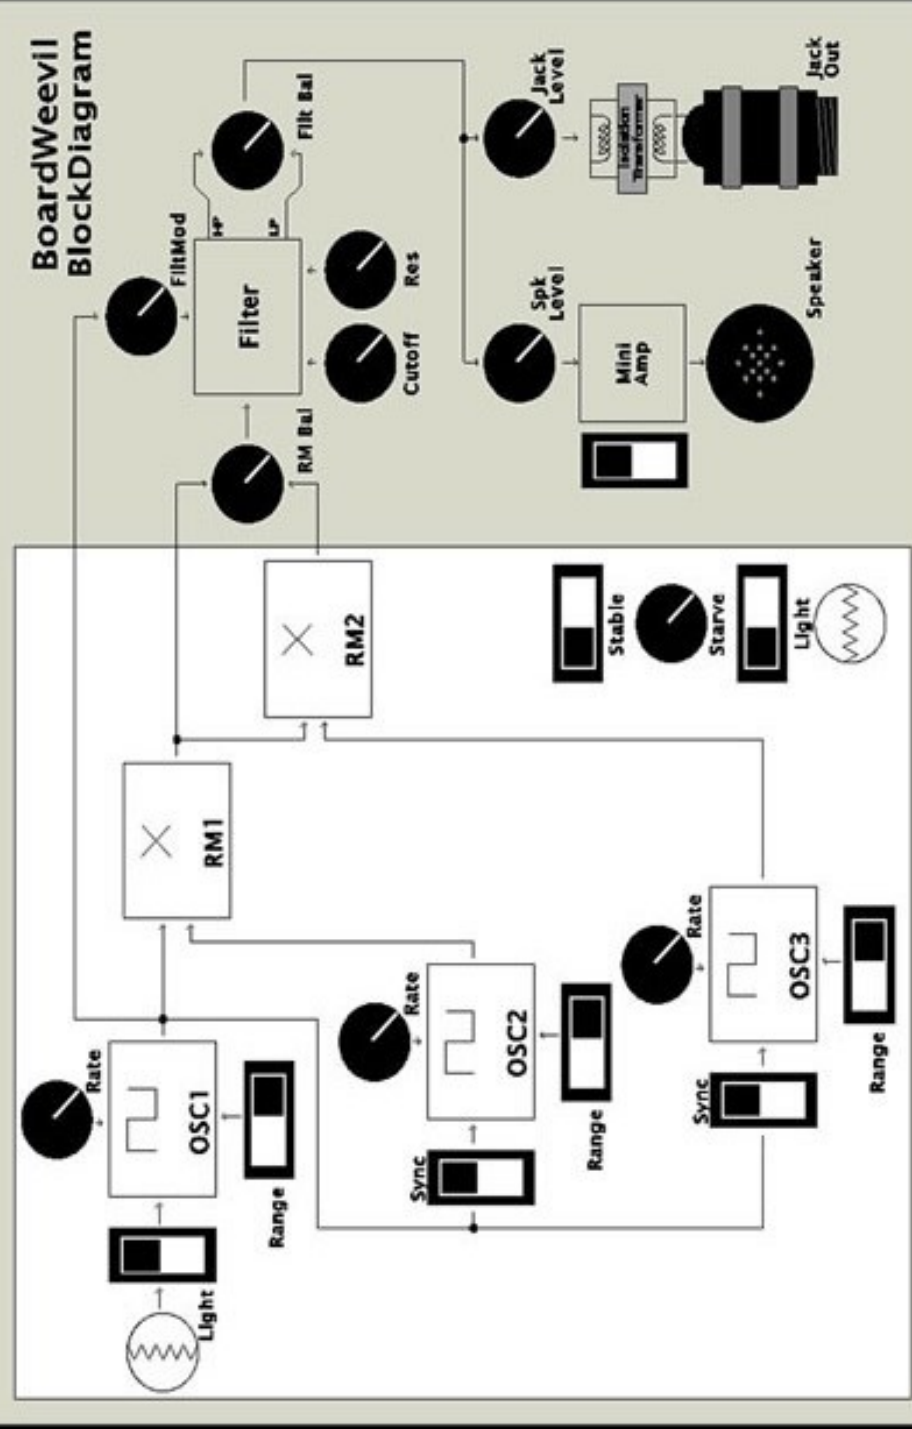 BoardWeevil
BlockDiagram
Light
Rate
OSC1
Range
RM1
FiltMod
RM Bal
Filter
HP
LP
Filt Bal
Cutoff
Res
RM2
Sync
Rate
OSC2
Range
Sync
Rate
OSC3
Range
Stable
Starve
Light
Spk
Level
Mini
Amp
Speaker
Jack
Level
Isolation
Transformer
Jack
Out